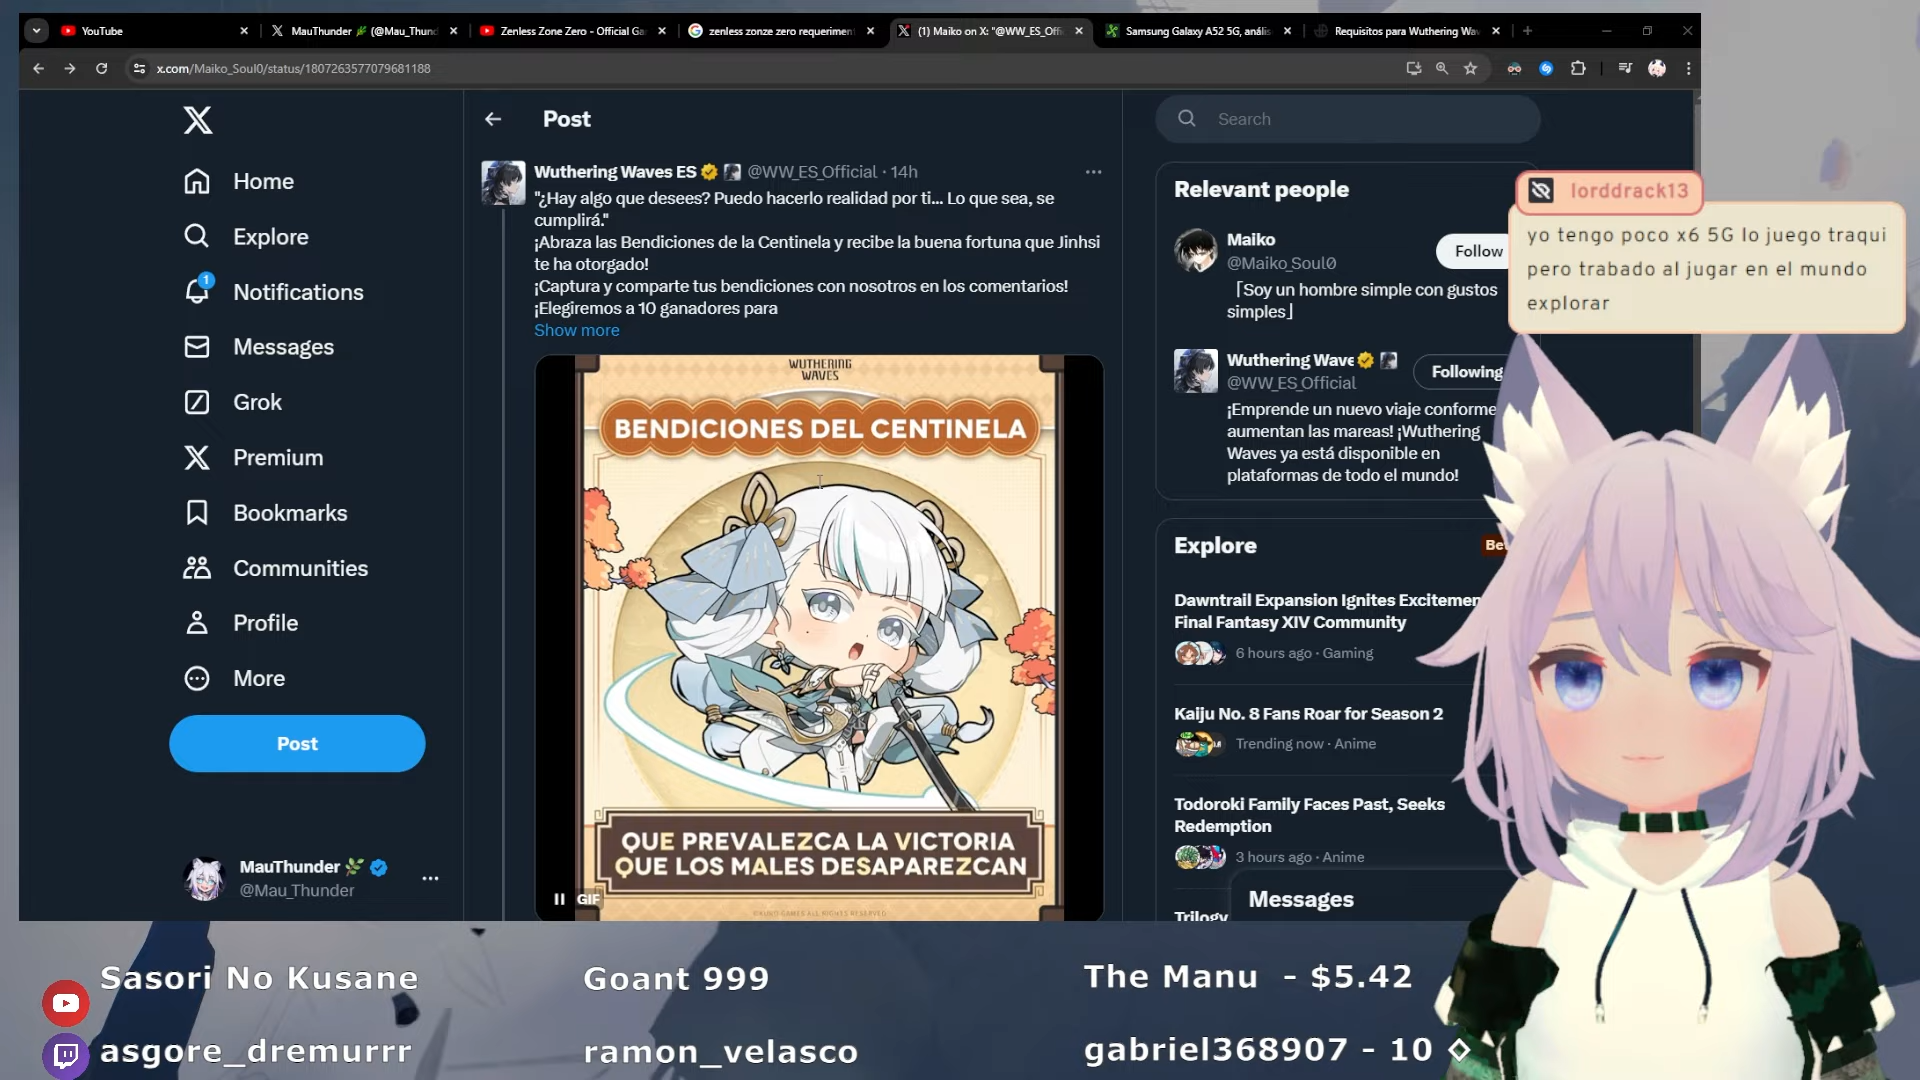 YouTube
MauThunder 🌿 (@Mau_Thund
Zenless Zone Zero - Official Ga
zenless zonze zero requerimen
(1) Maiko on X: "@WW_ES_Offi
Samsung Galaxy A52 5G, anális
Requisitos para Wuthering Wav
x.com/Maiko_Soul0/status/1807263577079681188
Home
Explore
1
Notifications
Messages
Grok
Premium
Bookmarks
Communities
Profile
More
Post
MauThunder 🌿
@Mau_Thunder
Post
Wuthering Waves ES @WW_ES_Official · 14h
"¿Hay algo que desees? Puedo hacerlo realidad por ti... Lo que sea, se
cumplirá."
¡Abraza las Bendiciones de la Centinela y recibe la buena fortuna que Jinhsi
te ha otorgado!
¡Captura y comparte tus bendiciones con nosotros en los comentarios!
¡Elegiremos a 10 ganadores para
Show more
WUTHERING
WAVES
BENDICIONES DEL CENTINELA
QUE PREVALEZCA LA VICTORIA
QUE LOS MALES DESAPAREZCAN
GIF
©KURO GAMES ALL RIGHTS RESERVED
Search
Relevant people
Maiko
@Maiko_Soul0
Follow
「Soy un hombre simple con gustos
simples」
Wuthering Wave
@WW_ES_Official
Following
¡Emprende un nuevo viaje conforme
aumentan las mareas! ¡Wuthering
Waves ya está disponible en
plataformas de todo el mundo!
Explore
Be
Dawntrail Expansion Ignites Excitemen
Final Fantasy XIV Community
6 hours ago · Gaming
Kaiju No. 8 Fans Roar for Season 2
Trending now · Anime
Todoroki Family Faces Past, Seeks
Redemption
3 hours ago · Anime
Trilogy
Messages
lorddrack13
yo tengo poco x6 5G lo juego traqui
pero trabado al jugar en el mundo
explorar
Sasori No Kusane
Goant 999
The Manu - $5.42
asgore_dremurrr
ramon_velasco
gabriel368907 - 10 ◇